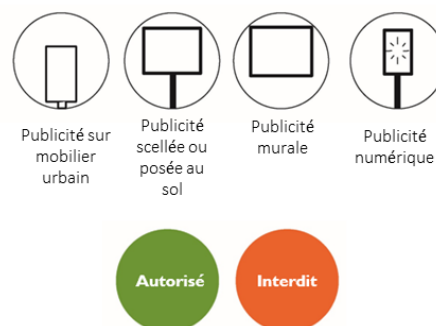 Publicité sur
mobilier
urbain
Publicité
scellée ou
posée au
sol
Publicité
murale
Publicité
numérique
Autorisé
Interdit